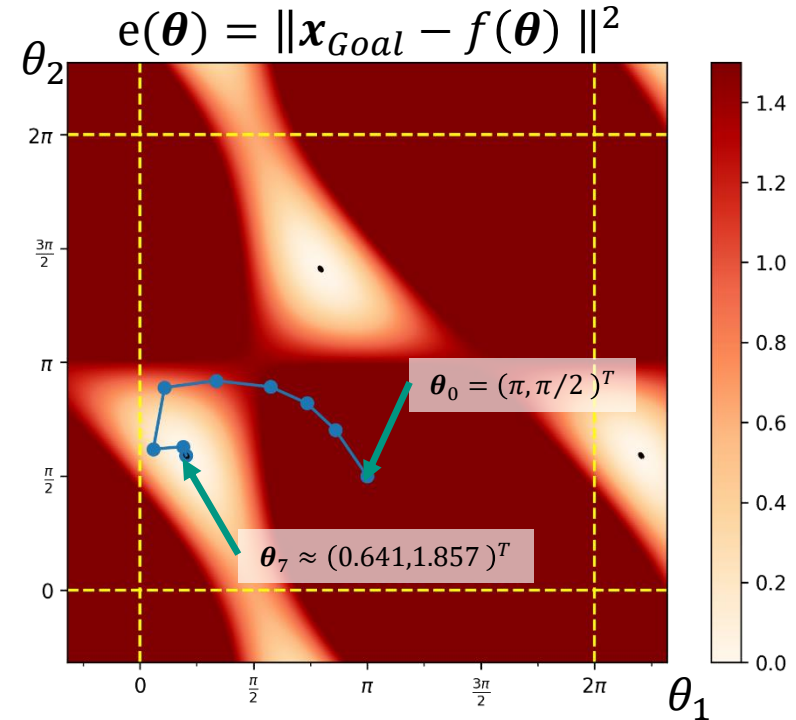 e(θ) = ‖x_Goal − f(θ) ‖²
θ₂
2π
3π/2
π
π/2
0
0
π/2
π
3π/2
2π
θ₁
θ₀ = (π, π/2 )ᵀ
θ₇ ≈ (0.641,1.857 )ᵀ
1.4
1.2
1.0
0.8
0.6
0.4
0.2
0.0